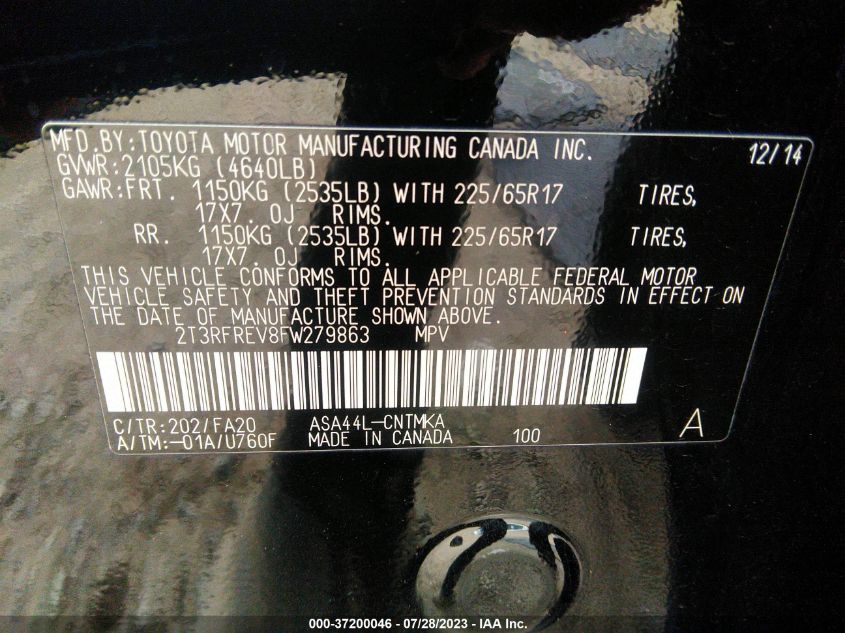 MFD.BY:TOYOTA MOTOR MANUFACTURING CANADA INC. 12/14
GVWR:2105KG (4640LB)
GAWR:FRT. 1150KG (2535LB) WITH 225/65R17 TIRES,
17X7. 0J RIMS.
RR. 1150KG (2535LB) WITH 225/65R17 TIRES,
17X7. 0J RIMS.
THIS VEHICLE CONFORMS TO ALL APPLICABLE FEDERAL MOTOR
VEHICLE SAFETY AND THEFT PREVENTION STANDARDS IN EFFECT ON
THE DATE OF MANUFACTURE SHOWN ABOVE.
2T3RFREV8FW279863 MPV
C/TR:202/FA20 ASA44L-CNTMKA
A/TM:-01A/U760F MADE IN CANADA 100 A
000-37200046 - 07/28/2023 - IAA Inc.